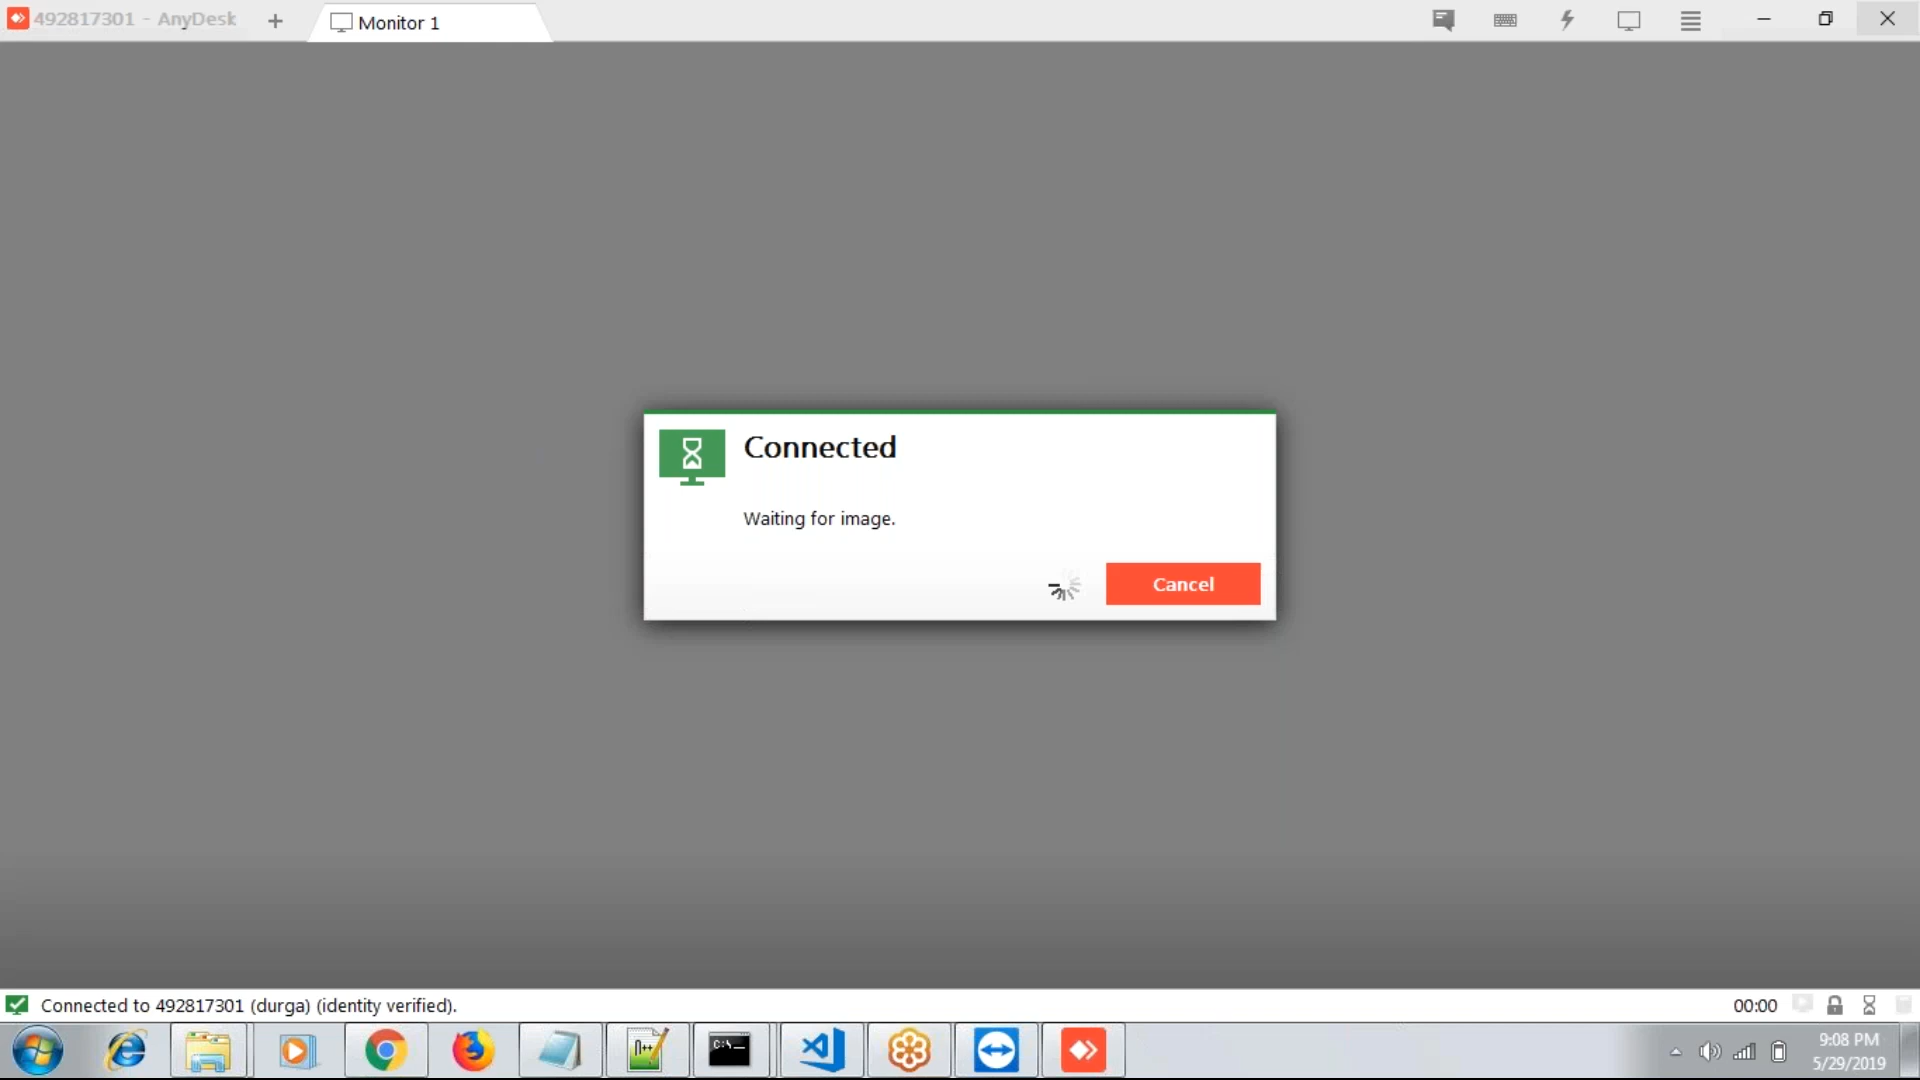 492817301 - AnyDesk
Monitor 1
Connected
Waiting for image.
Cancel
Connected to 492817301 (durga) (identity verified).
00:00
n++
C:\_
9:08 PM
5/29/2019